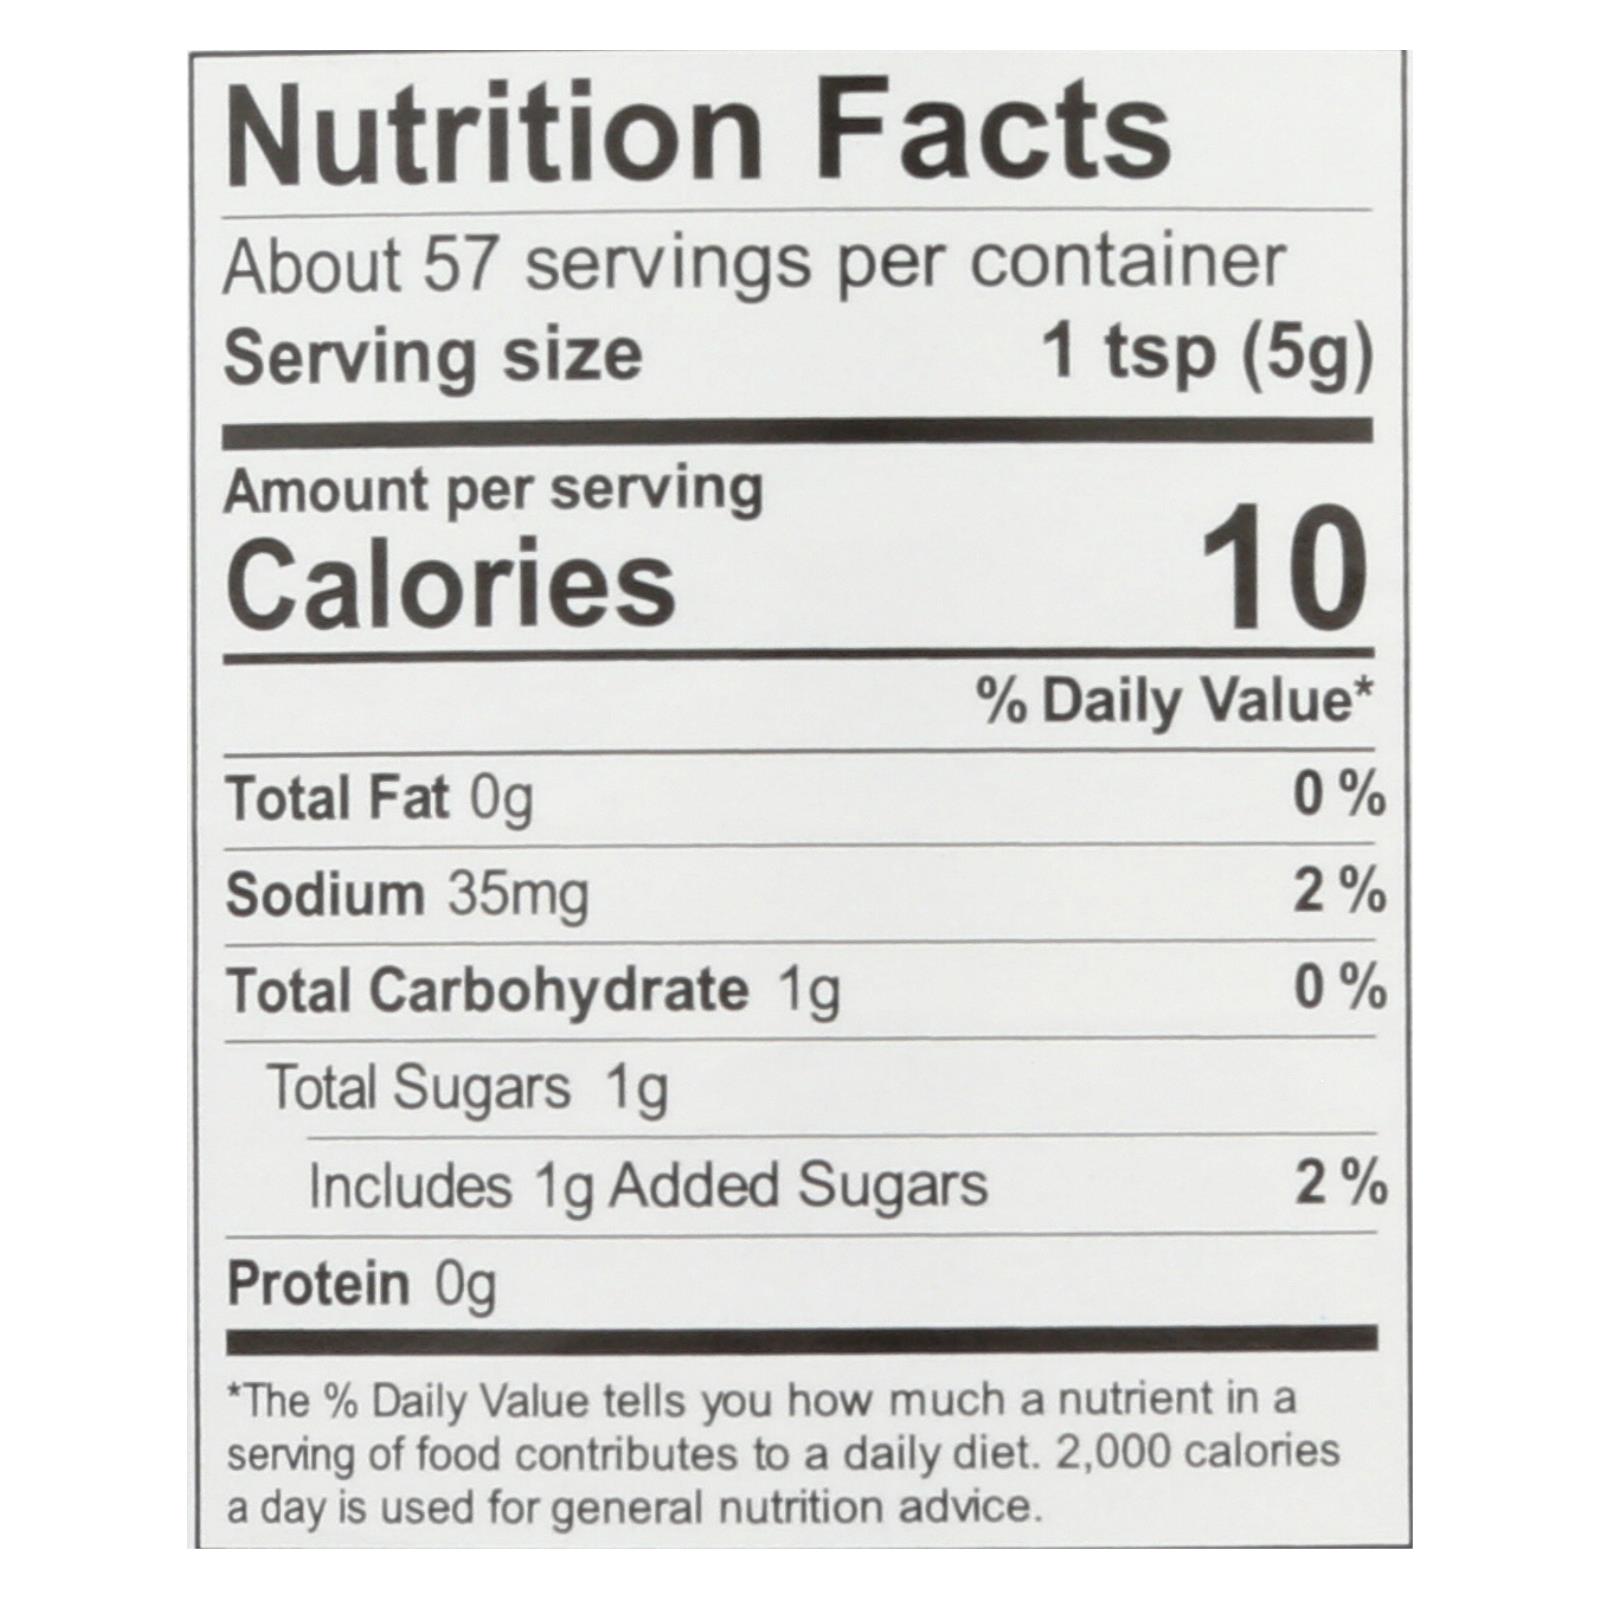 Nutrition Facts
About 57 servings per container
Serving size 1 tsp (5g)
Amount per serving
Calories 10
% Daily Value*
Total Fat 0g 0 %
Sodium 35mg 2 %
Total Carbohydrate 1g 0 %
Total Sugars 1g
Includes 1g Added Sugars 2 %
Protein 0g
*The % Daily Value tells you how much a nutrient in a
serving of food contributes to a daily diet. 2,000 calories
a day is used for general nutrition advice.